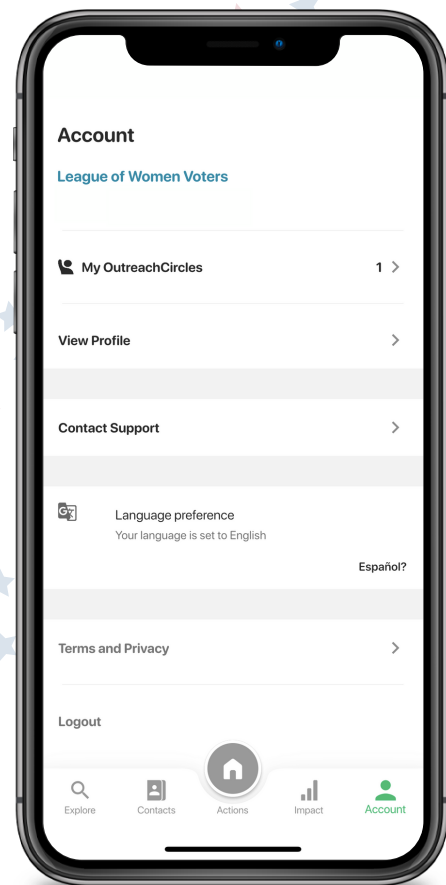 Account
League of Women Voters
My OutreachCircles 1
View Profile
Contact Support
Language preference
Your language is set to English
Español?
Terms and Privacy
Logout
Explore Contacts Actions Impact Account